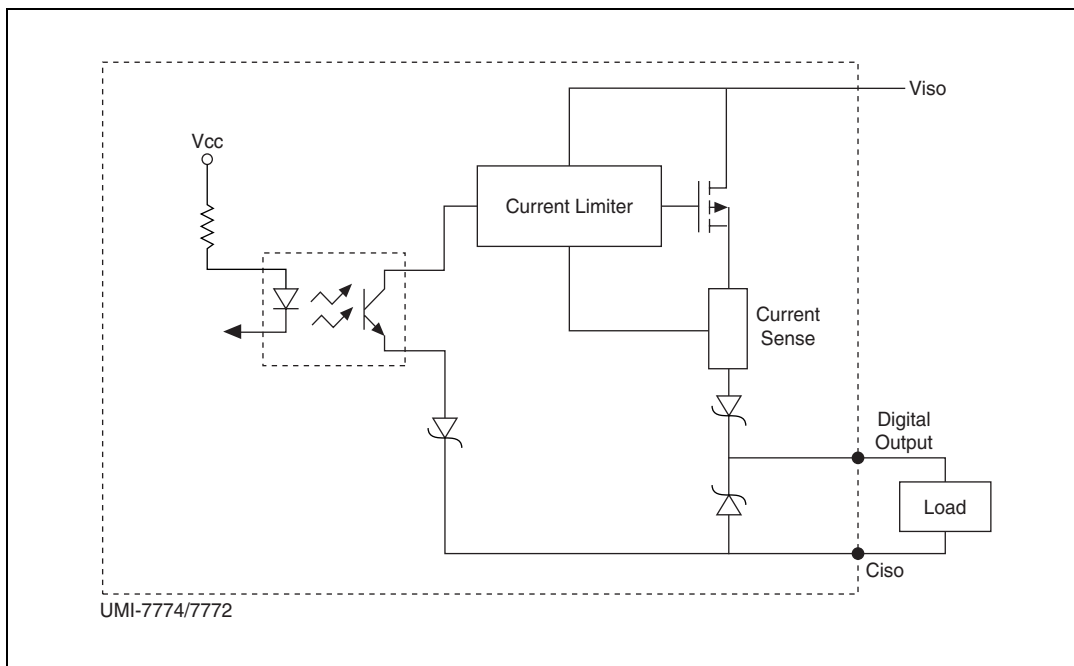 Viso
Vcc
Current Limiter
Current
Sense
Digital
Output
Load
Ciso
UMI-7774/7772